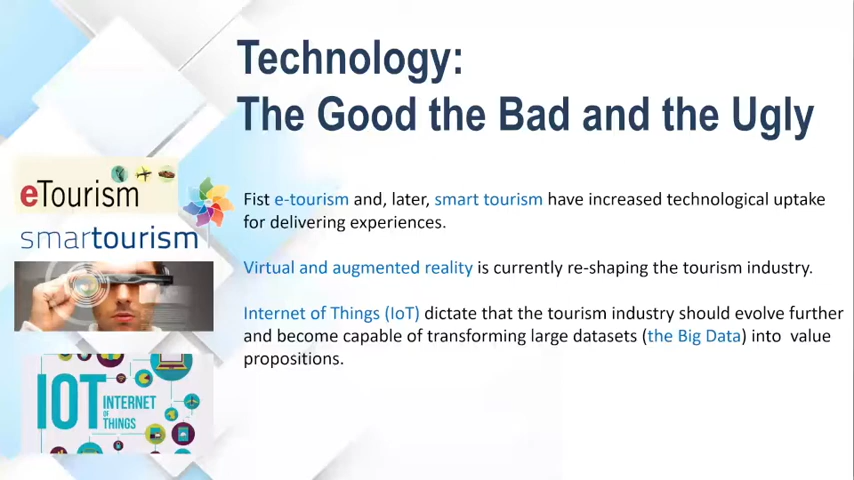 Technology:
The Good the Bad and the Ugly
eTourism
smartourism
Fist e-tourism and, later, smart tourism have increased technological uptake
for delivering experiences.
Virtual and augmented reality is currently re-shaping the tourism industry.
Internet of Things (IoT) dictate that the tourism industry should evolve further
and become capable of transforming large datasets (the Big Data) into value
propositions.
IOT
INTERNET
OF
THINGS